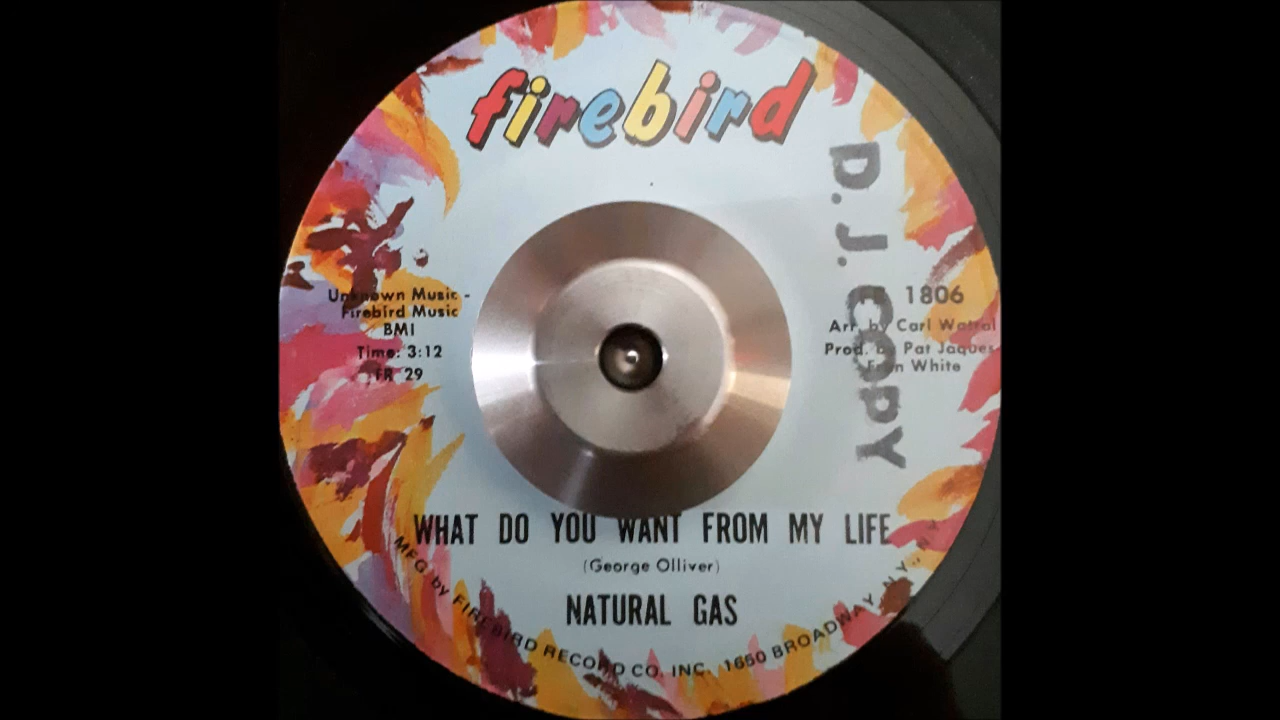 firebird
D.J. COPY
Unknown Music -
Firebird Music
BMI
Time: 3:12
FR 29
1806
Arr. by Carl
Prod. by Pat Jaques
Fran White
WHAT DO YOU WANT FROM MY LIFE
(George Olliver)
NATURAL GAS
MFG by FIREBIRD RECORD CO. INC. 1650 BROADWAY, N.Y., N.Y.